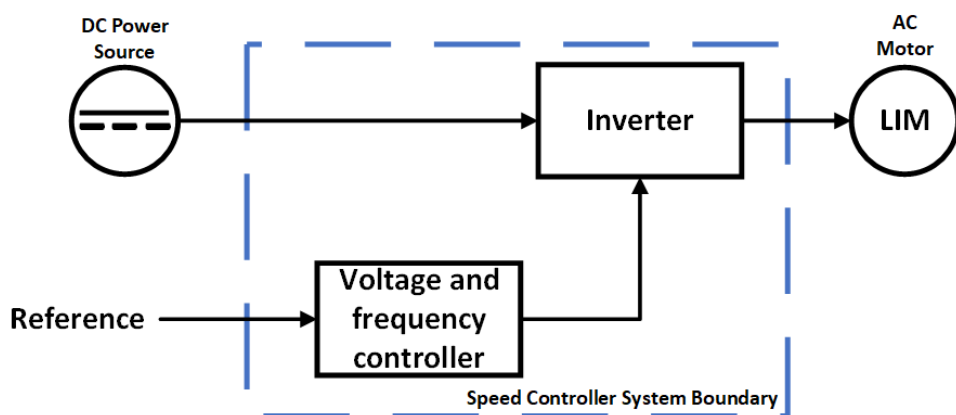 DC Power
Source
AC
Motor
Inverter
LIM
Voltage and
frequency
controller
Reference
Speed Controller System Boundary